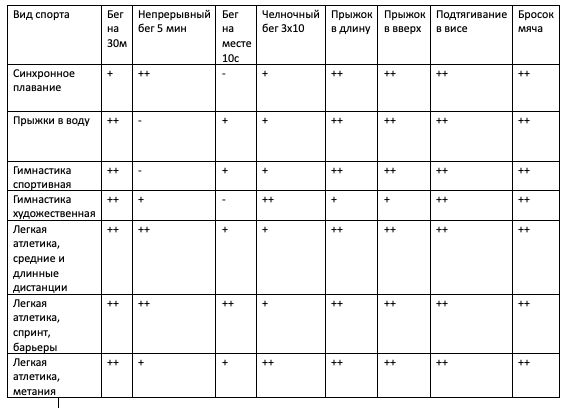 Вид спорта | Бег на 30м | Непрерывный бег 5 мин | Бег на месте 10с | Челночный бег 3х10 | Прыжок в длину | Прыжок в вверх | Подтягивание в висе | Бросок мяча
Синхронное плавание | + | ++ | - | + | ++ | ++ | ++ | ++
Прыжки в воду | ++ | - | + | + | ++ | ++ | ++ | ++
Гимнастика спортивная | ++ | - | + | + | ++ | ++ | ++ | ++
Гимнастика художественная | ++ | + | - | ++ | + | + | ++ | ++
Легкая атлетика, средние и длинные дистанции | ++ | ++ | + | + | ++ | ++ | ++ | ++
Легкая атлетика, спринт, барьеры | ++ | ++ | ++ | + | ++ | ++ | ++ | ++
Легкая атлетика, метания | ++ | + | + | ++ | ++ | ++ | ++ | ++